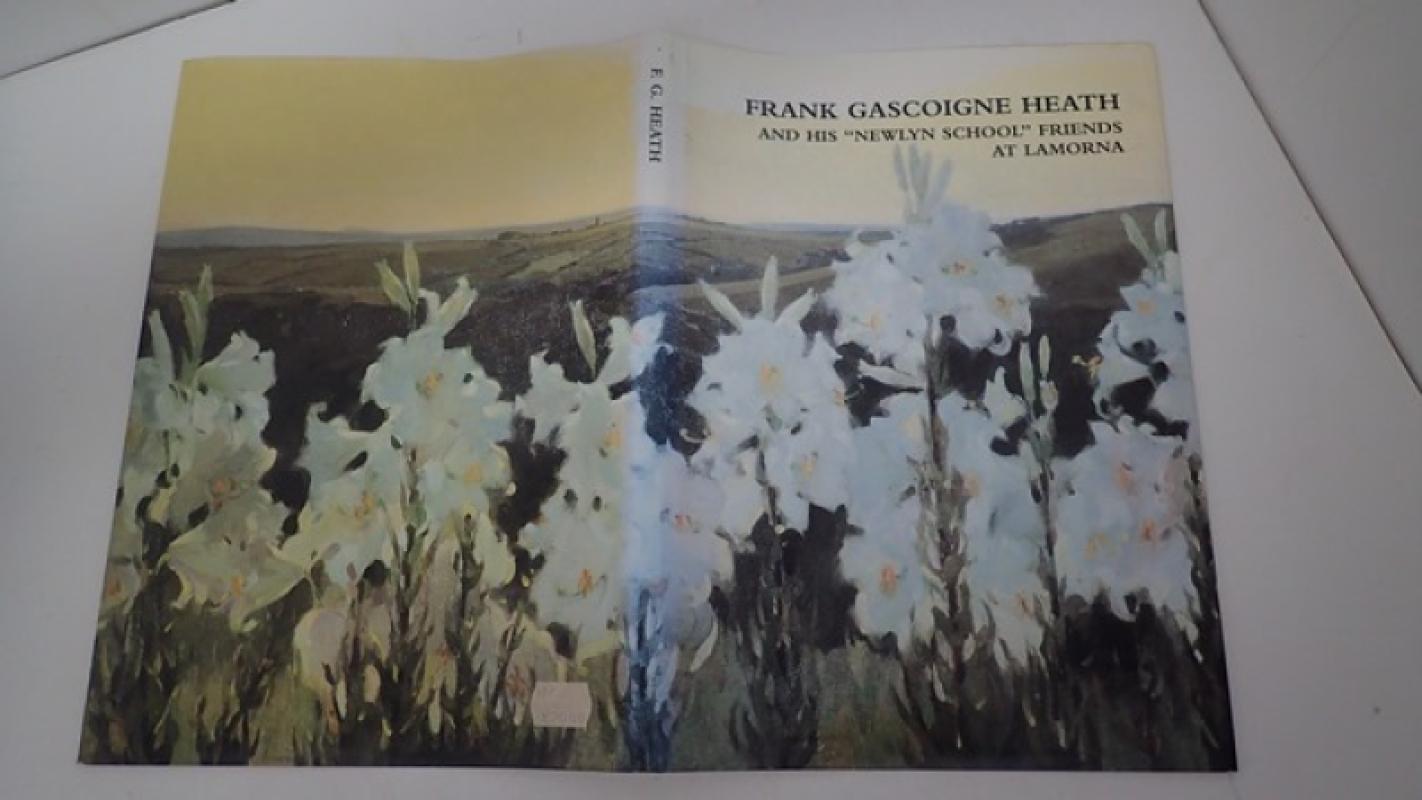 F. G. HEATH
FRANK GASCOIGNE HEATH
AND HIS “NEWLYN SCHOOL” FRIENDS
AT LAMORNA